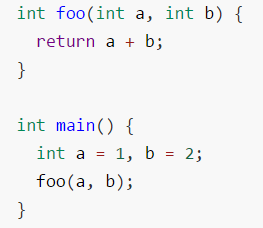 int foo(int a, int b) {
  return a + b;
}

int main() {
  int a = 1, b = 2;
  foo(a, b);
}